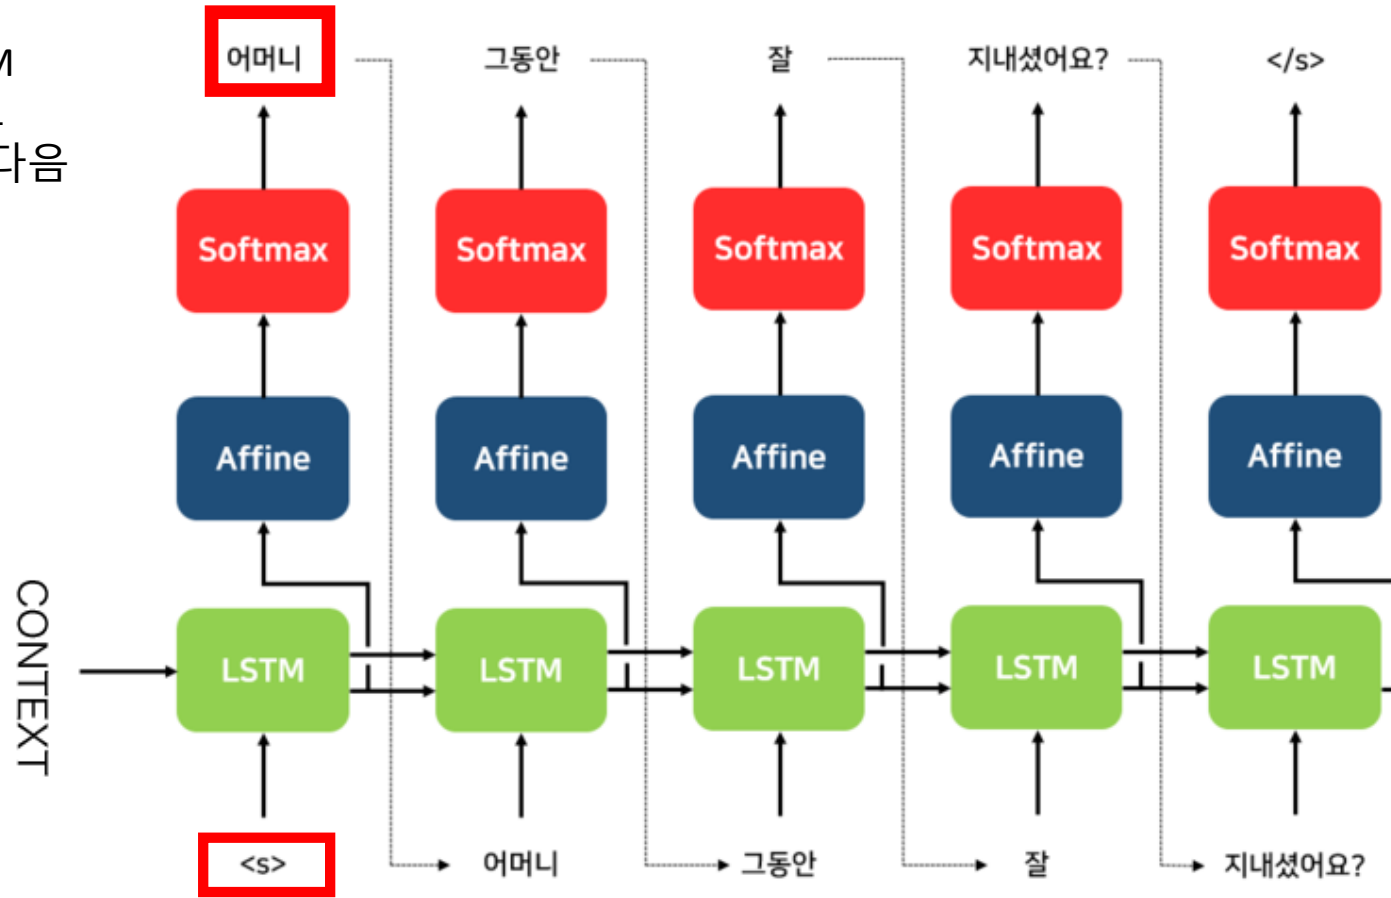 M
다음
어머니 그동안 잘 지내셨어요? </s>
Softmax Softmax Softmax Softmax Softmax
Affine Affine Affine Affine Affine
CONTEXT
LSTM LSTM LSTM LSTM LSTM
<s> 어머니 그동안 잘 지내셨어요?